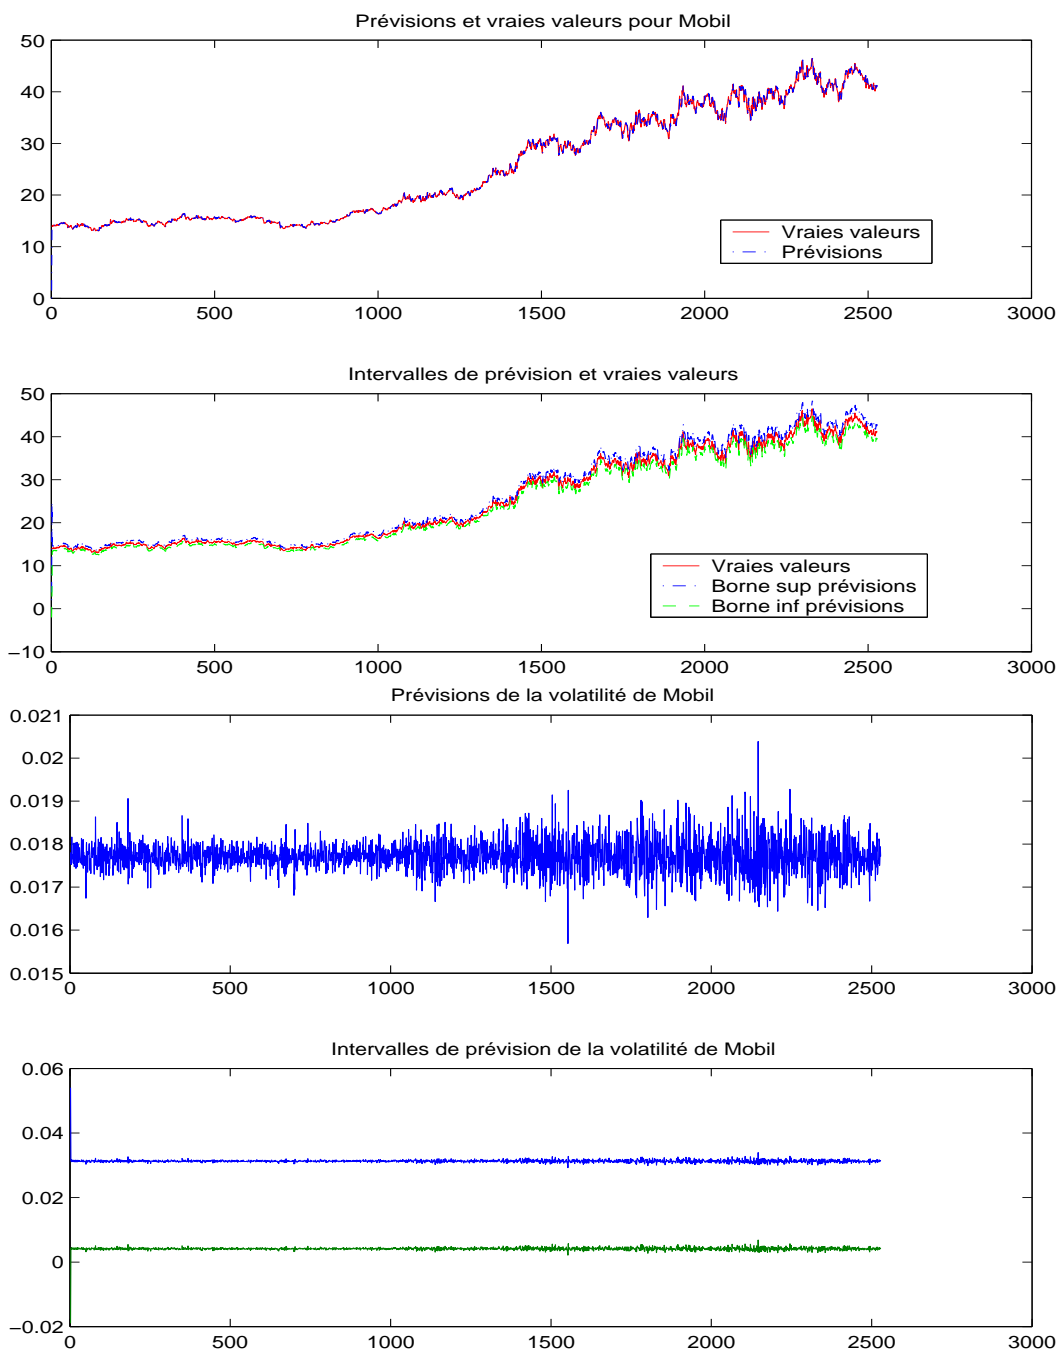 Prévisions et vraies valeurs pour Mobil
50
40
30
20
10
0
Vraies valeurs
Prévisions
0 500 1000 1500 2000 2500 3000
Intervalles de prévision et vraies valeurs
50
40
30
20
10
0
−10
Vraies valeurs
Borne sup prévisions
Borne inf prévisions
0 500 1000 1500 2000 2500 3000
Prévisions de la volatilité de Mobil
0.021
0.02
0.019
0.018
0.017
0.016
0.015
0 500 1000 1500 2000 2500 3000
Intervalles de prévision de la volatilité de Mobil
0.06
0.04
0.02
0
−0.02
0 500 1000 1500 2000 2500 3000